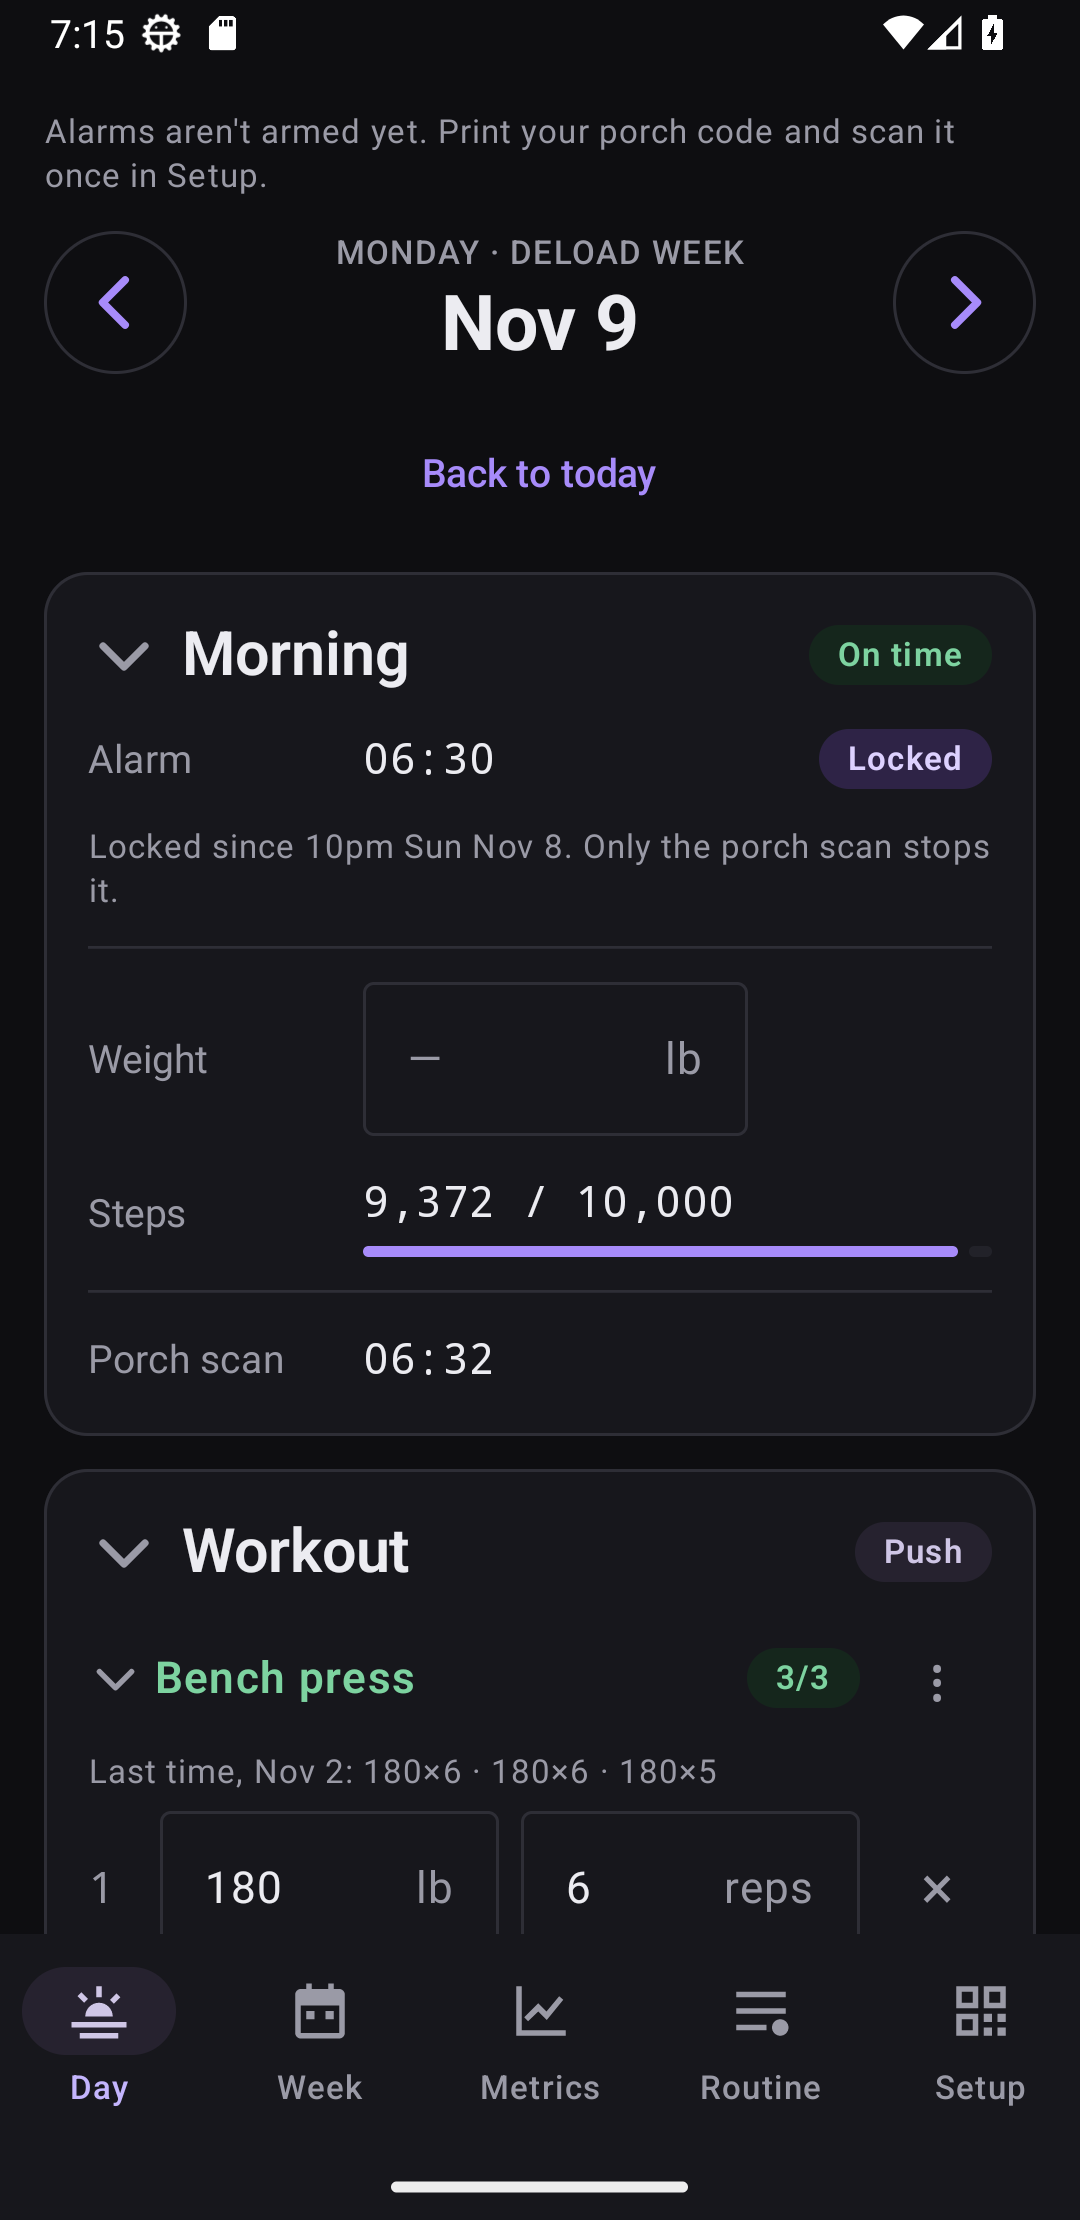 7:15
Alarms aren't armed yet. Print your porch code and scan it
once in Setup.
MONDAY · DELOAD WEEK
Nov 9
Back to today
Morning
On time
Alarm
06:30
Locked
Locked since 10pm Sun Nov 8. Only the porch scan stops
it.
Weight
—
lb
Steps
9,372 / 10,000
Porch scan
06:32
Workout
Push
Bench press
3/3
Last time, Nov 2: 180×6 · 180×6 · 180×5
1
180
lb
6
reps
×
Day
Week
Metrics
Routine
Setup